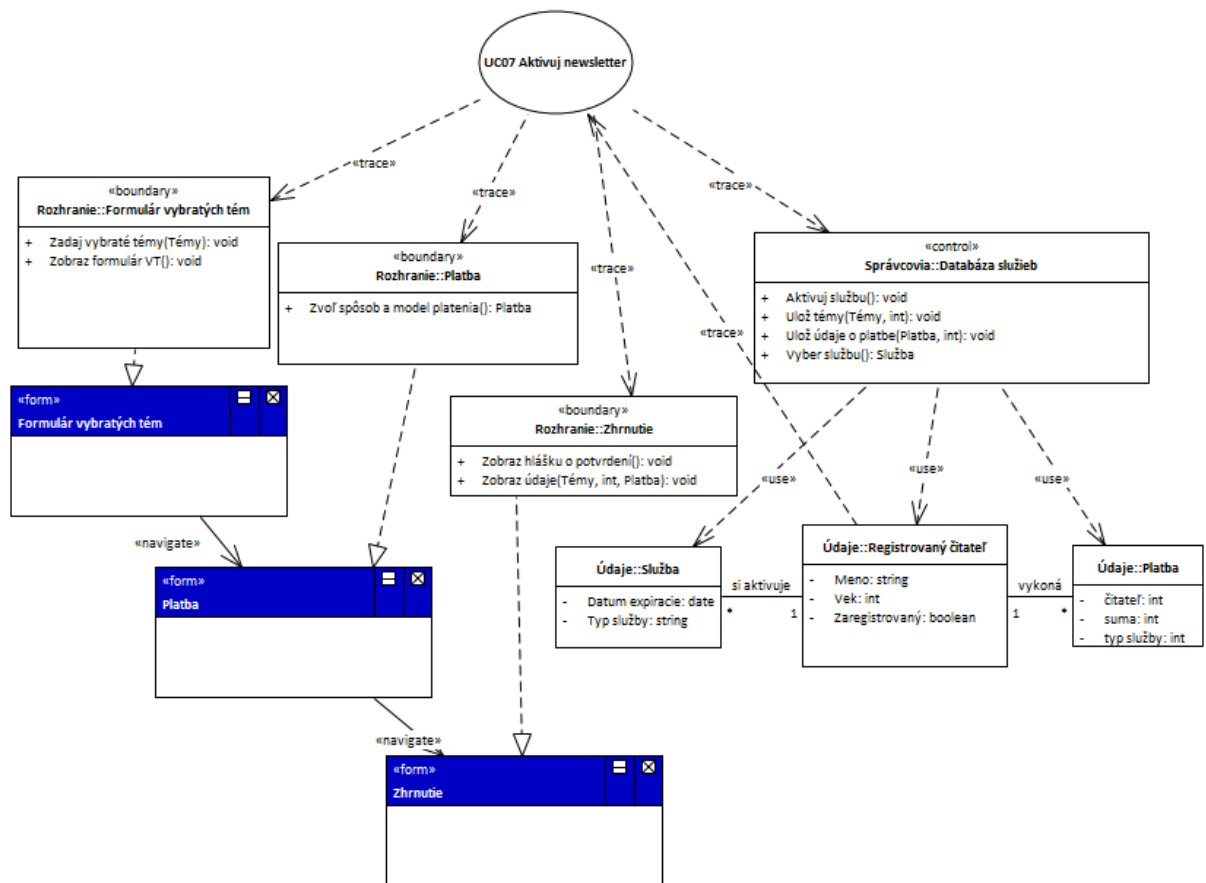 UC07 Aktivuj newsletter
«trace»
«trace»
«trace»
«trace»
«trace»
«boundary»
Rozhranie::Formulár vybratých tém
+ Zadaj vybraté témy(Témy): void
+ Zobraz formulár VT(): void
«boundary»
Rozhranie::Platba
+ Zvoľ spôsob a model platenia(): Platba
«control»
Správcovia::Databáza služieb
+ Aktivuj službu(): void
+ Ulož témy(Témy, int): void
+ Ulož údaje o platbe(Platba, int): void
+ Vyber službu(): Služba
«form»
Formulár vybratých tém
«boundary»
Rozhranie::Zhrnutie
+ Zobraz hlášku o potvrdení(): void
+ Zobraz údaje(Témy, int, Platba): void
«use»
«use»
«use»
«navigate»
«form»
Platba
Údaje::Služba
- Datum expiracie: date
- Typ služby: string
si aktivuje
* 1
Údaje::Registrovaný čitateľ
- Meno: string
- Vek: int
- Zaregistrovaný: boolean
vykoná
1 *
Údaje::Platba
- čitateľ: int
- suma: int
- typ služby: int
«navigate»
«form»
Zhrnutie